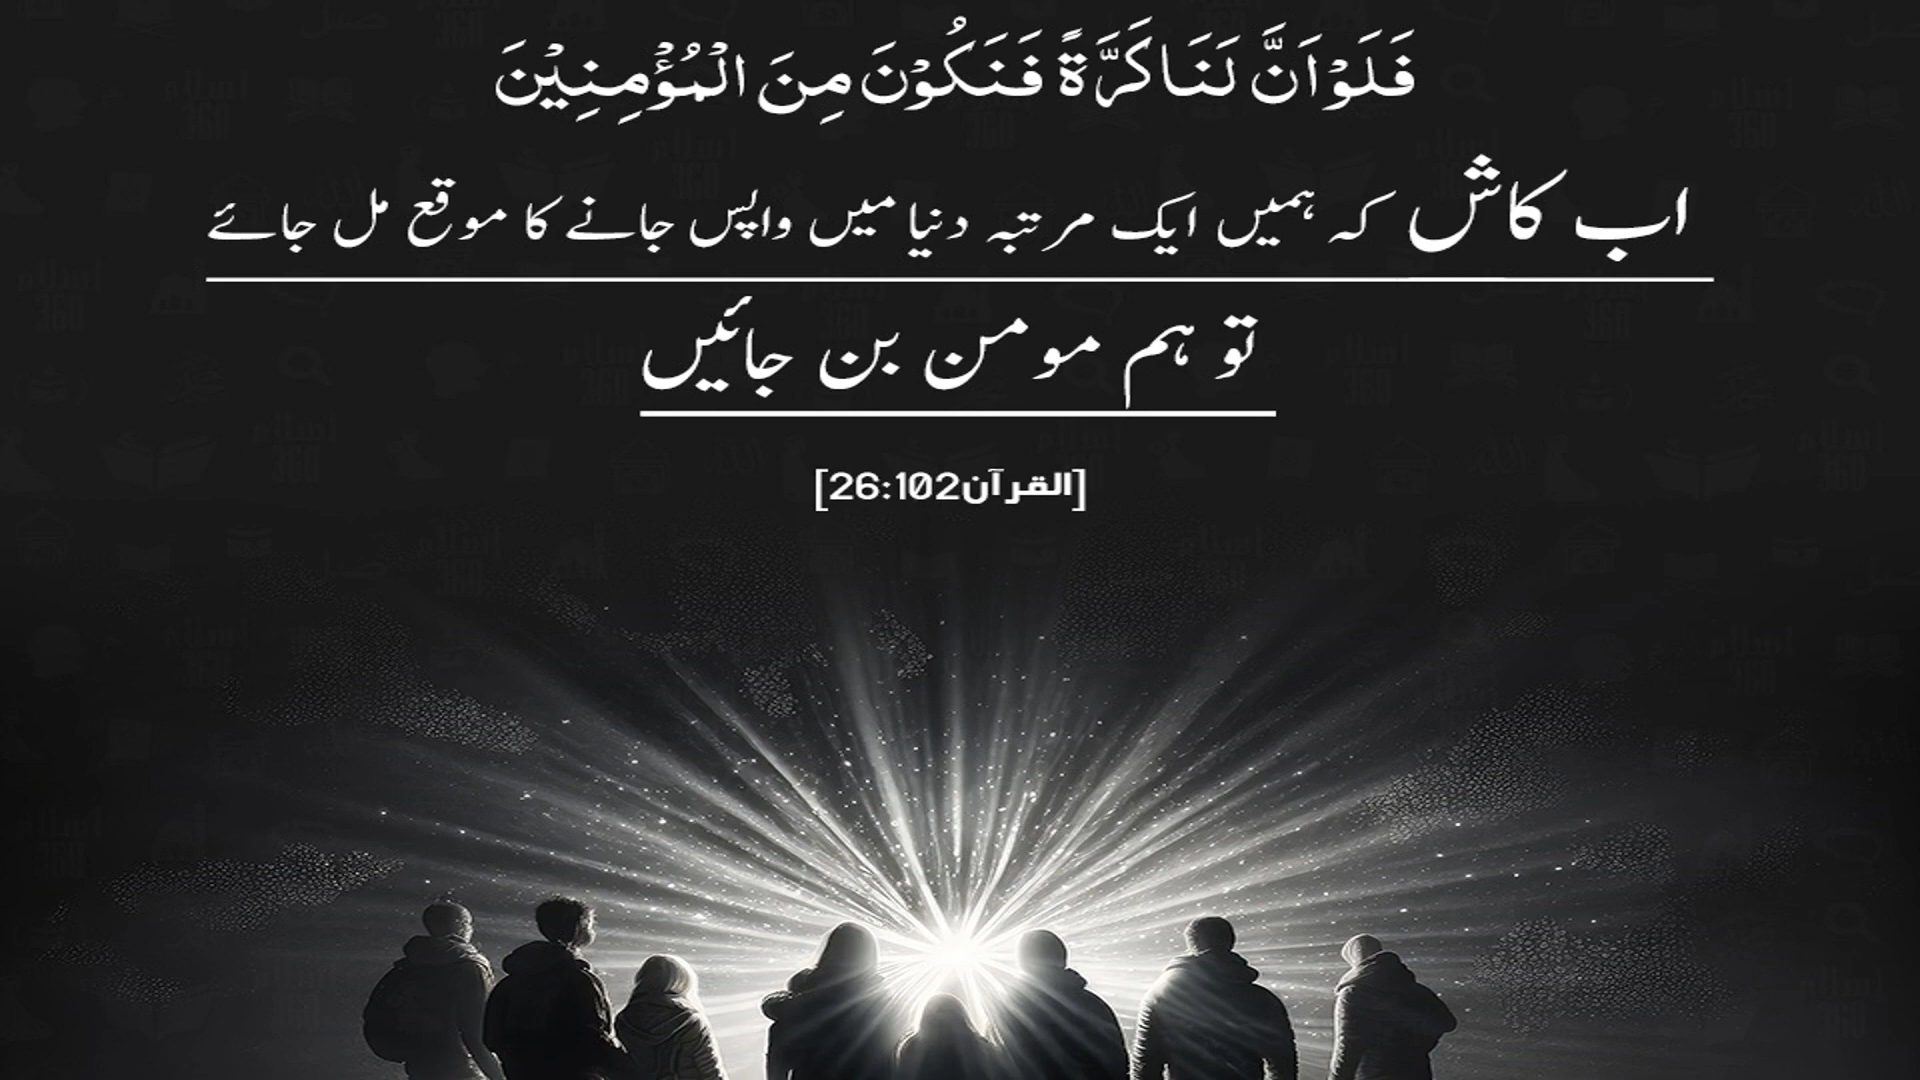 فَلَوْ اَنَّ لَنَا كَرَّةً فَنَكُوْنَ مِنَ الْمُؤْمِنِيْنَ
اب کاش کہ ہمیں ایک مرتبہ دنیا میں واپس جانے کا موقع مل جائے
تو ہم مومن بن جائیں
[القرآن26:102]